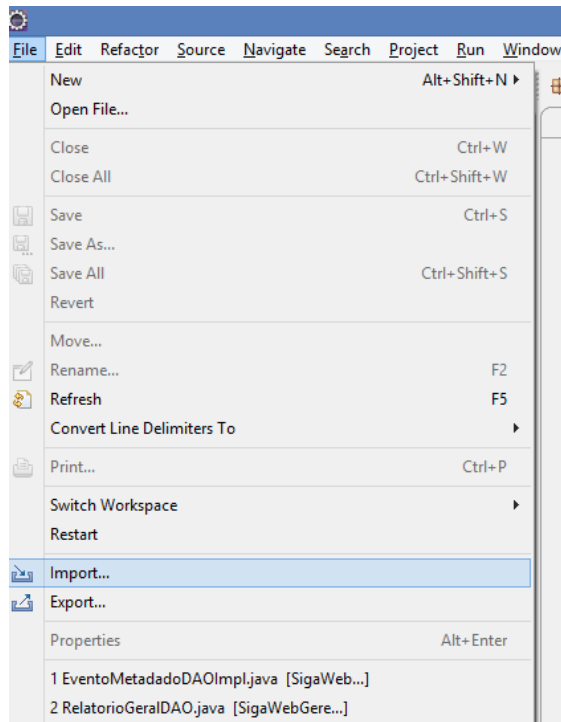 File Edit Refactor Source Navigate Search Project Run Window
New Alt+Shift+N
Open File...
Close Ctrl+W
Close All Ctrl+Shift+W
Save Ctrl+S
Save As...
Save All Ctrl+Shift+S
Revert
Move...
Rename... F2
Refresh F5
Convert Line Delimiters To
Print... Ctrl+P
Switch Workspace
Restart
Import...
Export...
Properties Alt+Enter
1 EventoMetadadoDAOImpl.java [SigaWeb...]
2 RelatorioGeralDAO.java [SigaWebGere...]